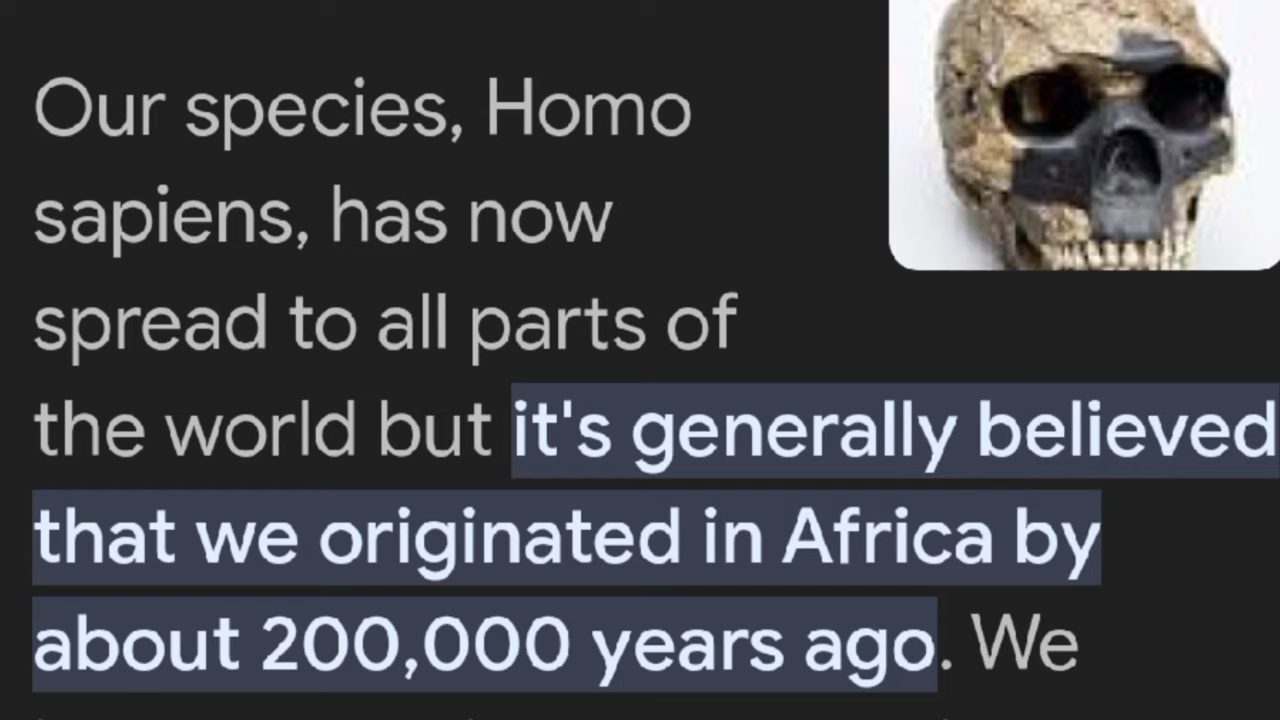 Our species, Homo
sapiens, has now
spread to all parts of
the world but it's generally believed
that we originated in Africa by
about 200,000 years ago. We